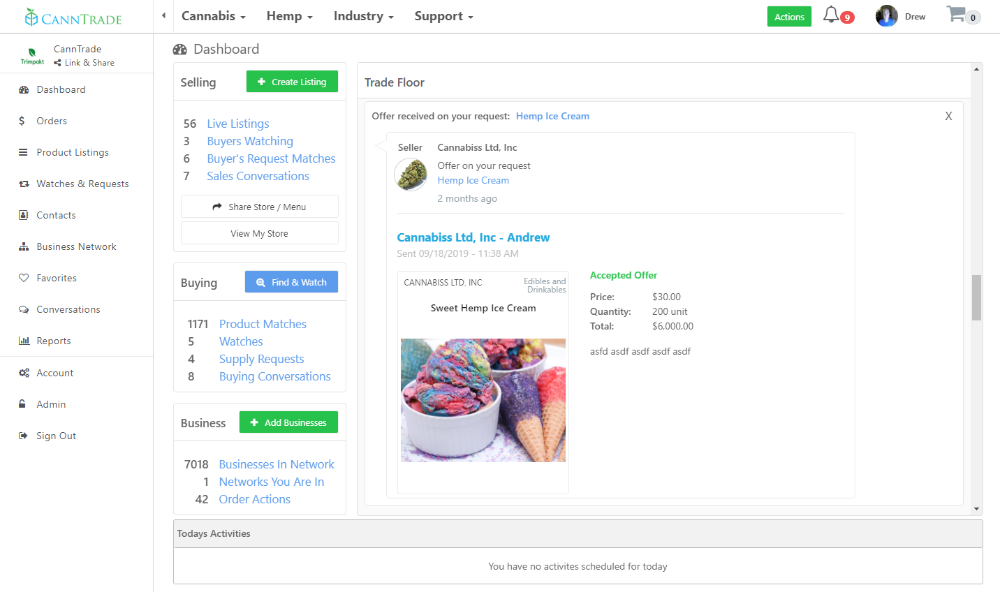 CANNTRADE
Cannabis
Hemp
Industry
Support
Actions
9
Drew
0
Trimpakt
CannTrade
Link & Share
Dashboard
Orders
Product Listings
Watches & Requests
Contacts
Business Network
Favorites
Conversations
Reports
Account
Admin
Sign Out
Dashboard
Selling
Create Listing
56 Live Listings
3 Buyers Watching
6 Buyer's Request Matches
7 Sales Conversations
Share Store / Menu
View My Store
Buying
Find & Watch
1171 Product Matches
5 Watches
4 Supply Requests
8 Buying Conversations
Business
Add Businesses
7018 Businesses In Network
1 Networks You Are In
42 Order Actions
Trade Floor
Offer received on your request: Hemp Ice Cream
X
Seller
Cannabiss Ltd, Inc
Offer on your request
Hemp Ice Cream
2 months ago
Cannabiss Ltd, Inc - Andrew
Sent 09/18/2019 - 11:38 AM
CANNABISS LTD, INC
Edibles and
Drinkables
Sweet Hemp Ice Cream
Accepted Offer
Price: $30.00
Quantity: 200 unit
Total: $6,000.00
asfd asdf asdf asdf asdf
Todays Activities
You have no activites scheduled for today